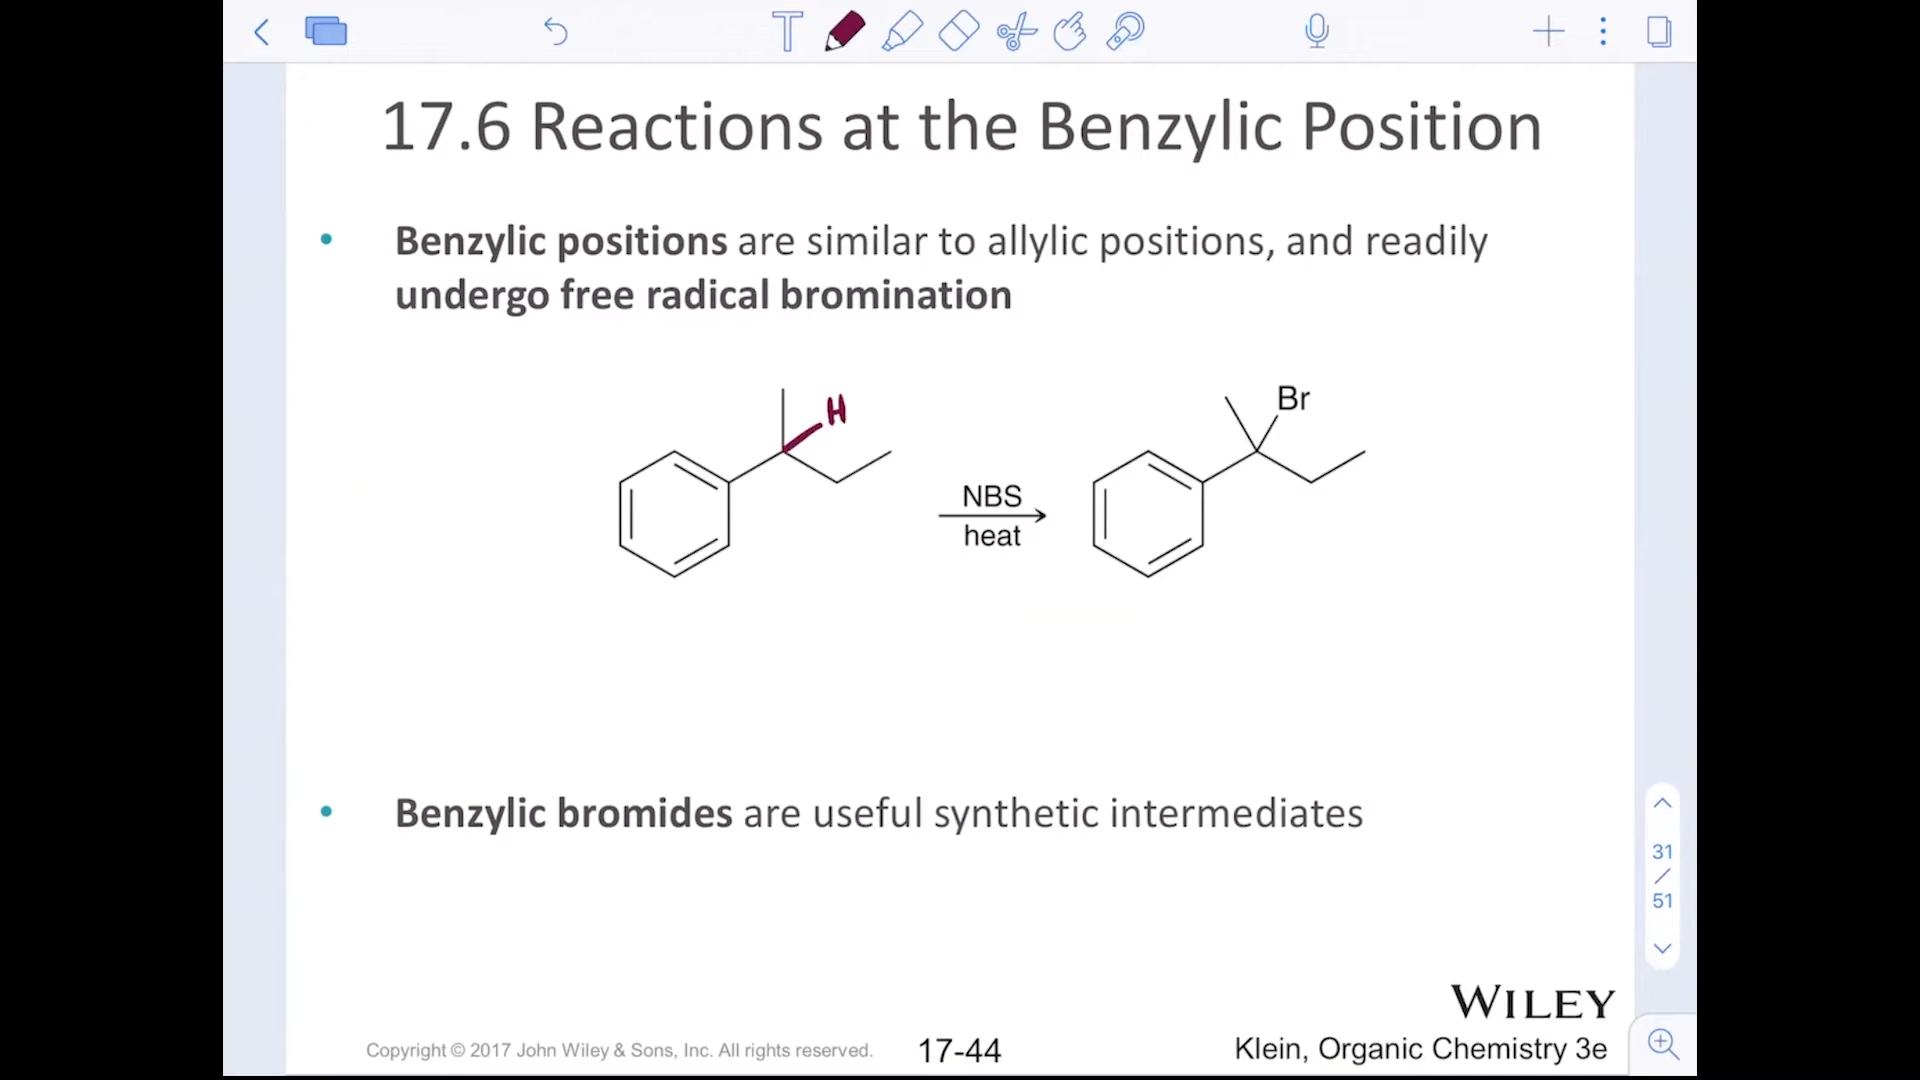 17.6 Reactions at the Benzylic Position
• Benzylic positions are similar to allylic positions, and readily
undergo free radical bromination
H
Br
NBS
heat
• Benzylic bromides are useful synthetic intermediates
31
/
51
WILEY
Copyright © 2017 John Wiley & Sons, Inc. All rights reserved.
17-44
Klein, Organic Chemistry 3e